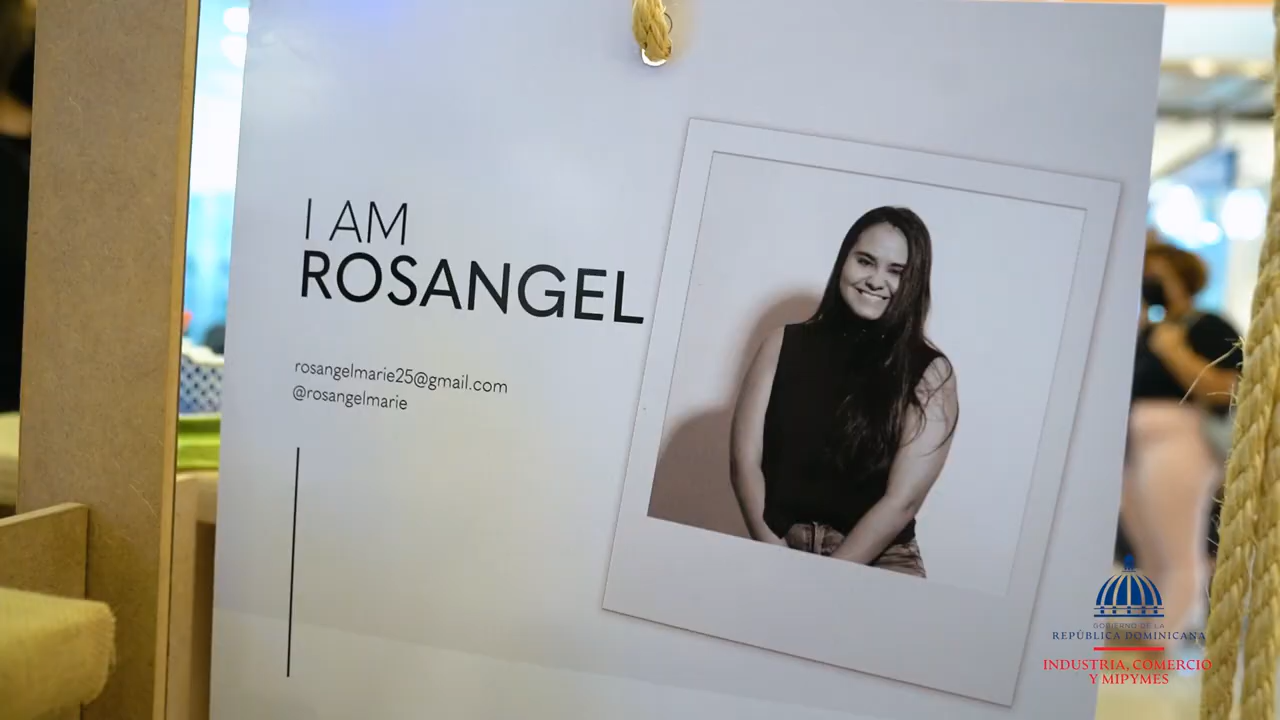 I AM
ROSANGEL
rosangelmarie25@gmail.com
@rosangelmarie
GOBIERNO DE LA
REPÚBLICA DOMINICANA
INDUSTRIA, COMERCIO
Y MIPYMES